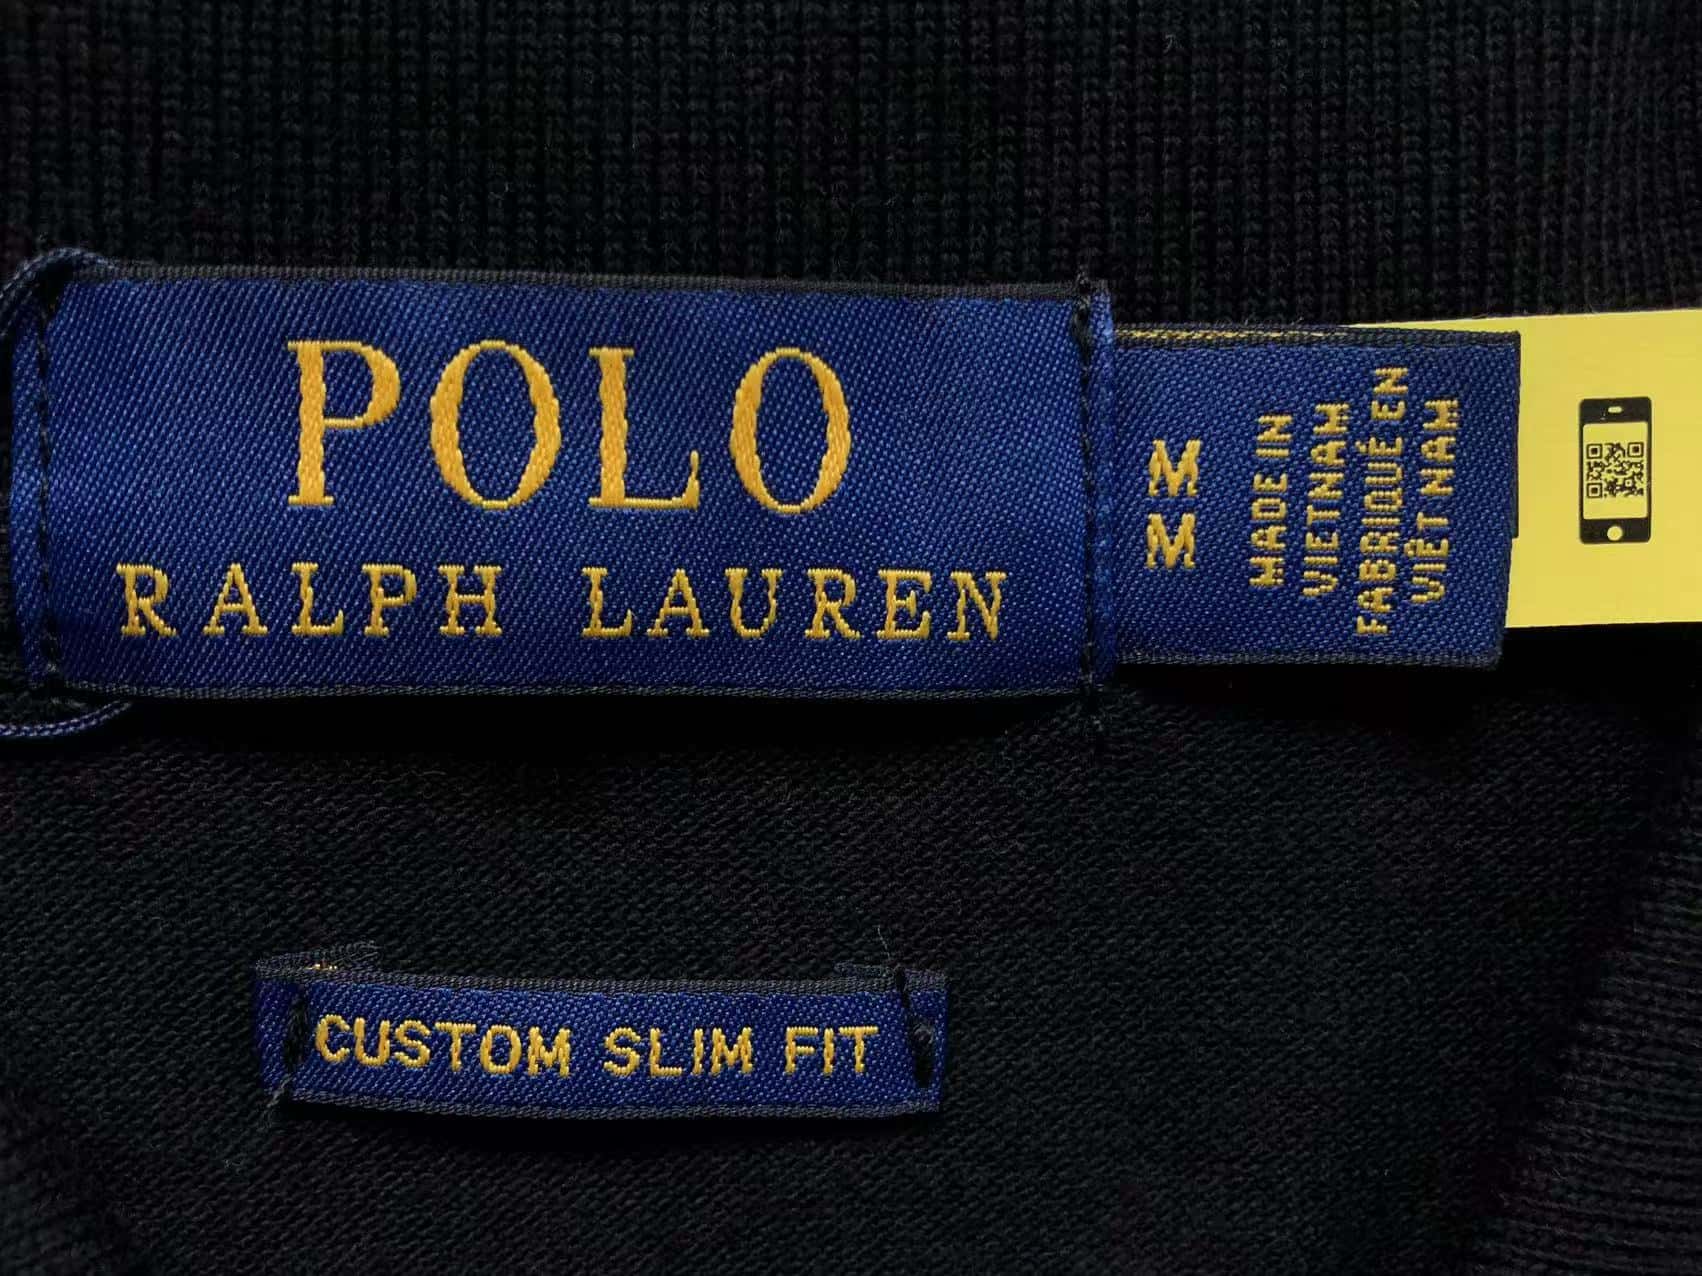 POLO
RALPH LAUREN
M
M
MADE IN
VIETNAM
FABRIQUÉ EN
VIÊT NAM
CUSTOM SLIM FIT